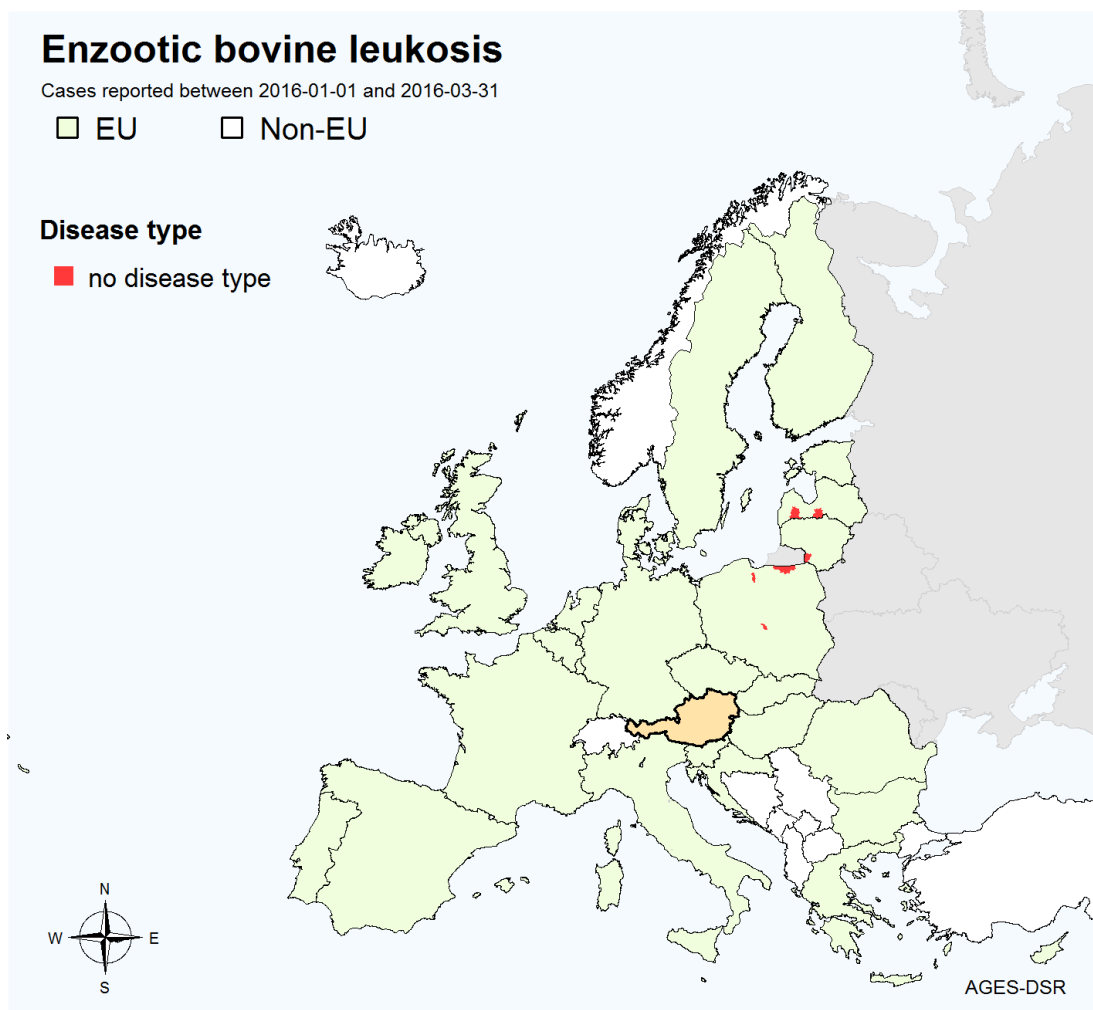 Enzootic bovine leukosis
Cases reported between 2016-01-01 and 2016-03-31
EU Non-EU
Disease type
no disease type
N
W E
S
AGES-DSR